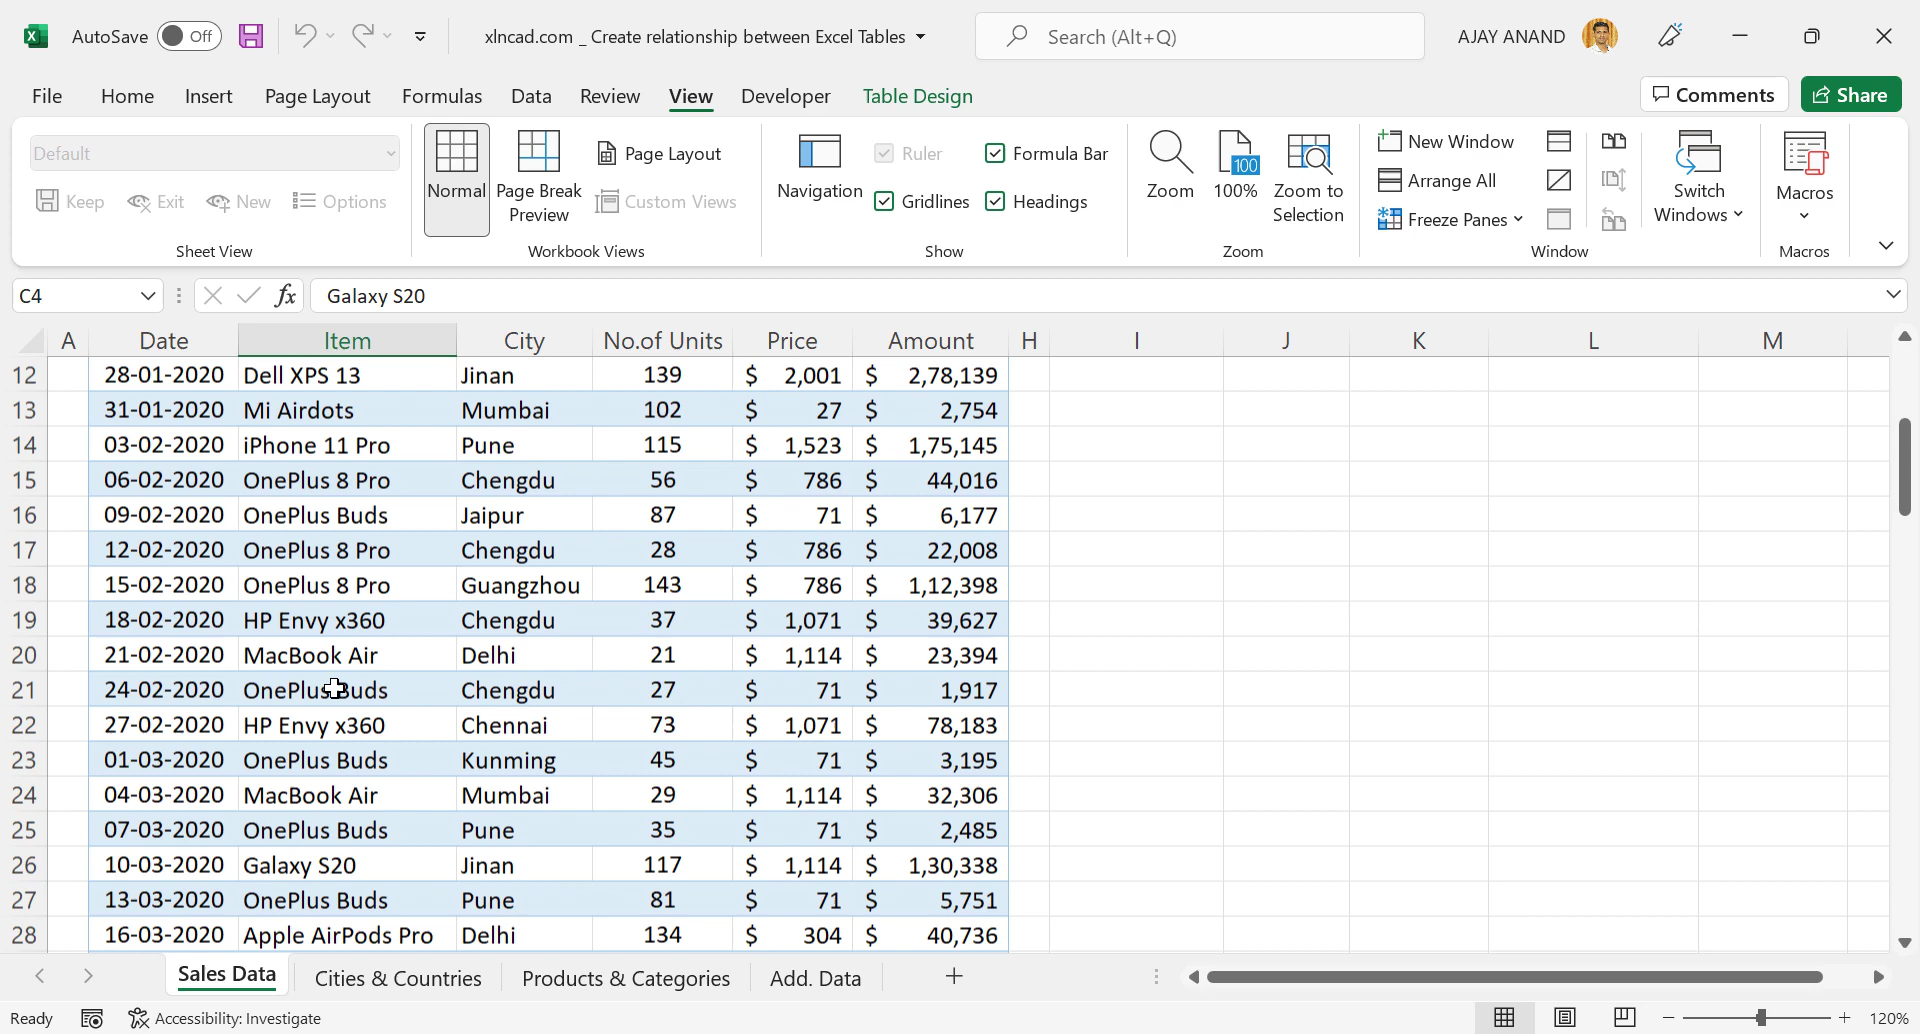 AutoSave Off xlncad.com _ Create relationship between Excel Tables Search (Alt+Q) AJAY ANAND
File Home Insert Page Layout Formulas Data Review View Developer Table Design Comments Share
Default
Keep Exit New Options
Sheet View
Normal
Page Break Preview
Page Layout
Custom Views
Workbook Views
Navigation
Ruler Formula Bar
Gridlines Headings
Show
Zoom
100
100%
Zoom to Selection
Zoom
New Window
Arrange All
Freeze Panes
Switch Windows
Window
Macros
Macros
C4 fx Galaxy S20
A Date Item City No.of Units Price Amount H I J K L M
12 28-01-2020 Dell XPS 13 Jinan 139 $ 2,001 $ 2,78,139
13 31-01-2020 Mi Airdots Mumbai 102 $ 27 $ 2,754
14 03-02-2020 iPhone 11 Pro Pune 115 $ 1,523 $ 1,75,145
15 06-02-2020 OnePlus 8 Pro Chengdu 56 $ 786 $ 44,016
16 09-02-2020 OnePlus Buds Jaipur 87 $ 71 $ 6,177
17 12-02-2020 OnePlus 8 Pro Chengdu 28 $ 786 $ 22,008
18 15-02-2020 OnePlus 8 Pro Guangzhou 143 $ 786 $ 1,12,398
19 18-02-2020 HP Envy x360 Chengdu 37 $ 1,071 $ 39,627
20 21-02-2020 MacBook Air Delhi 21 $ 1,114 $ 23,394
21 24-02-2020 OnePlus Buds Chengdu 27 $ 71 $ 1,917
22 27-02-2020 HP Envy x360 Chennai 73 $ 1,071 $ 78,183
23 01-03-2020 OnePlus Buds Kunming 45 $ 71 $ 3,195
24 04-03-2020 MacBook Air Mumbai 29 $ 1,114 $ 32,306
25 07-03-2020 OnePlus Buds Pune 35 $ 71 $ 2,485
26 10-03-2020 Galaxy S20 Jinan 117 $ 1,114 $ 1,30,338
27 13-03-2020 OnePlus Buds Pune 81 $ 71 $ 5,751
28 16-03-2020 Apple AirPods Pro Delhi 134 $ 304 $ 40,736
Sales Data Cities & Countries Products & Categories Add. Data
Ready Accessibility: Investigate 120%